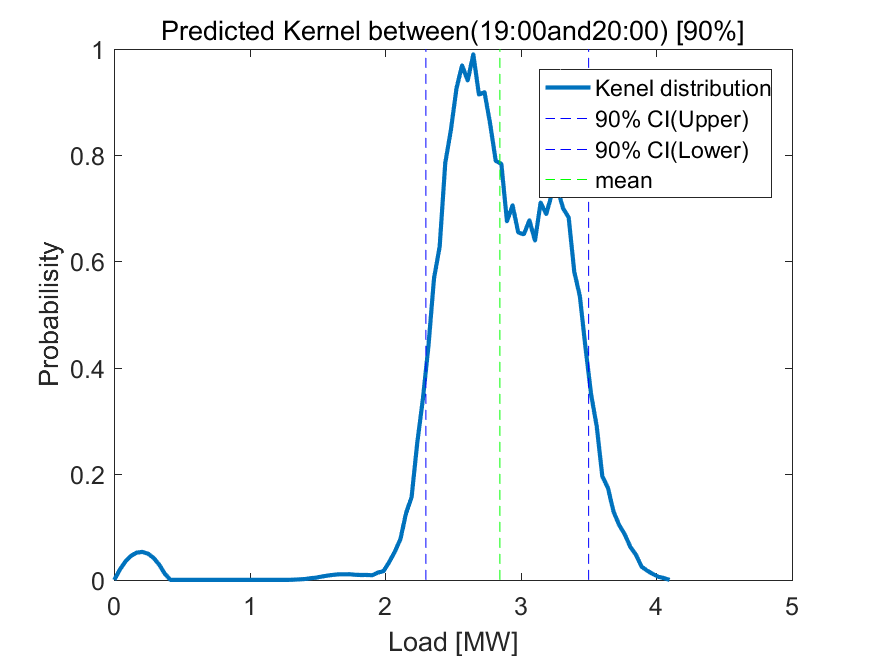 Predicted Kernel between(19:00and20:00) [90%]
1
0.8
0.6
0.4
0.2
0
Probabilisity
Kenel distribution
90% CI(Upper)
90% CI(Lower)
mean
0 1 2 3 4 5
Load [MW]